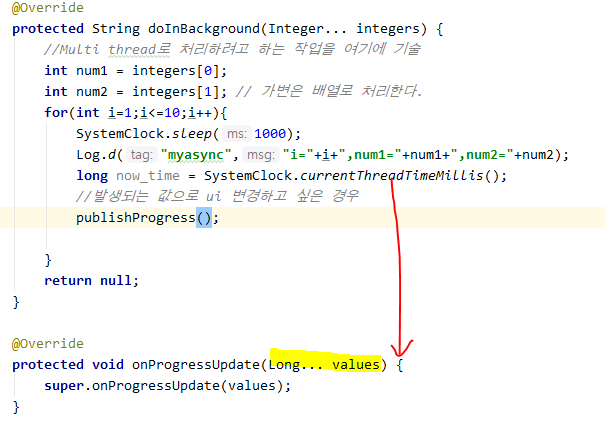 @Override
protected String doInBackground(Integer... integers) {
//Multi thread로 처리하려고 하는 작업을 여기에 기술
int num1 = integers[0];
int num2 = integers[1]; // 가변은 배열로 처리한다.
for(int i=1;i<=10;i++){
SystemClock.sleep( ms: 1000);
Log.d( tag: "myasync", msg: "i="+i+",num1="+num1+",num2="+num2);
long now_time = SystemClock.currentThreadTimeMillis();
//발생되는 값으로 ui 변경하고 싶은 경우
publishProgress();
}
return null;
}
@Override
protected void onProgressUpdate(Long... values) {
super.onProgressUpdate(values);
}